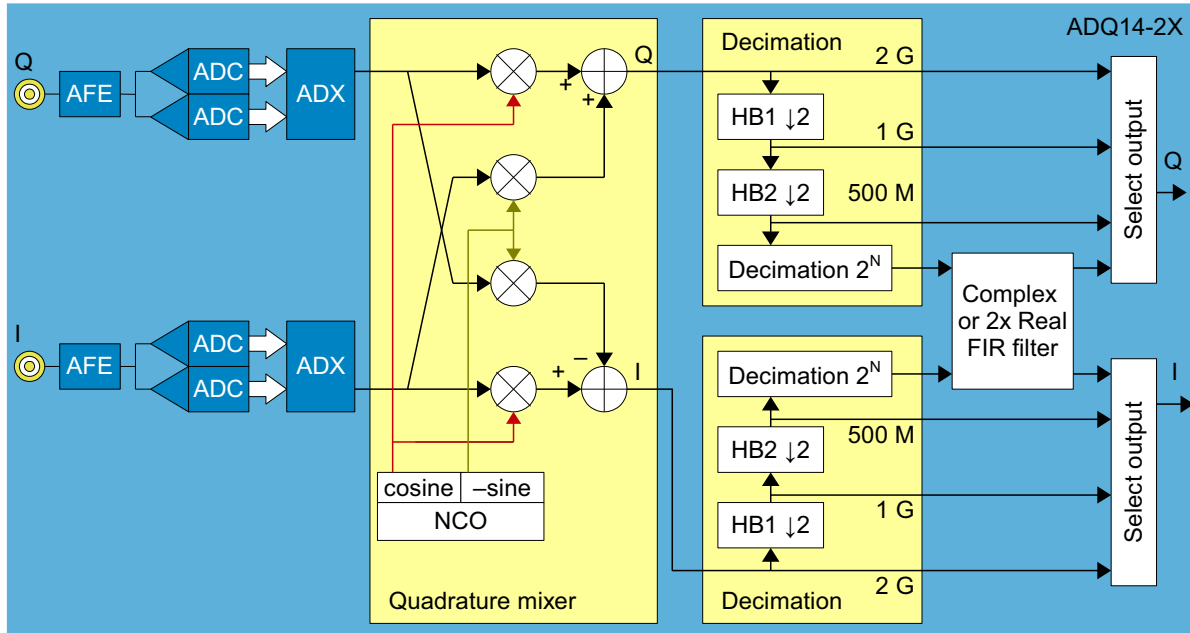 ADQ14-2X
Q
AFE
ADC
ADC
ADX
+
+
Q
Decimation
2 G
HB1 ↓2
1 G
HB2 ↓2
500 M
Decimation 2^N
Select output
Q
Complex
or 2x Real
FIR filter
I
AFE
ADC
ADC
ADX
–
+
I
cosine
–sine
NCO
Quadrature mixer
Decimation 2^N
500 M
HB2 ↓2
1 G
HB1 ↓2
2 G
Decimation
Select output
I